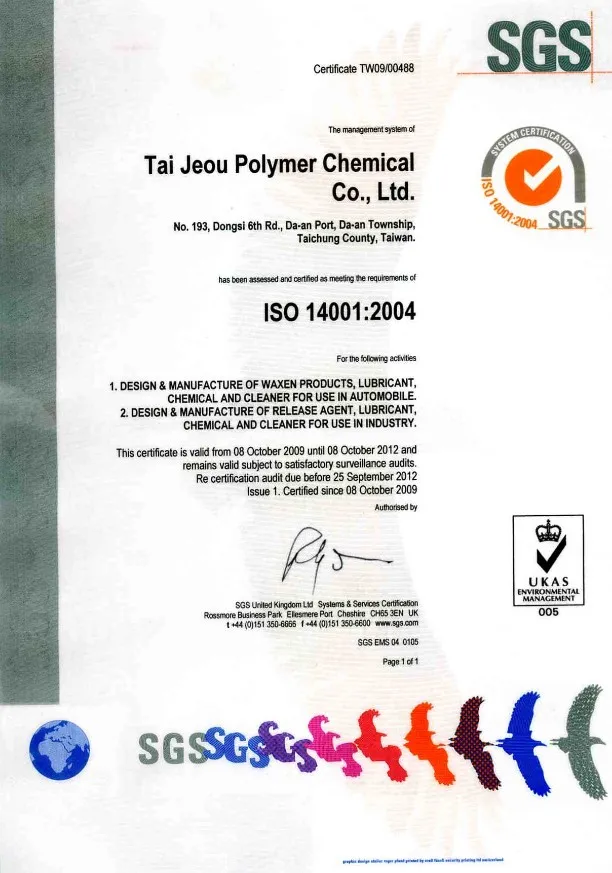 SGS
Certificate TW09/00488
The management system of
SYSTEM CERTIFICATION
ISO 14001:2004
SGS
Tai Jeou Polymer Chemical
Co., Ltd.
No. 193, Dongsi 6th Rd., Da-an Port, Da-an Township,
Taichung County, Taiwan.
has been assessed and certified as meeting the requirements of
ISO 14001:2004
For the following activities
1. DESIGN & MANUFACTURE OF WAXEN PRODUCTS, LUBRICANT,
CHEMICAL AND CLEANER FOR USE IN AUTOMOBILE.
2. DESIGN & MANUFACTURE OF RELEASE AGENT, LUBRICANT,
CHEMICAL AND CLEANER FOR USE IN INDUSTRY.
This certificate is valid from 08 October 2009 until 08 October 2012 and
remains valid subject to satisfactory surveillance audits.
Re certification audit due before 25 September 2012
Issue 1. Certified since 08 October 2009
Authorised by
UKAS
ENVIRONMENTAL
MANAGEMENT
005
SGS United Kingdom Ltd Systems & Services Certification
Rossmore Business Park Ellesmere Port Cheshire CH65 3EN UK
t +44 (0)151 350-6666 f +44 (0)151 350-6600 www.sgs.com
SGS EMS 04 0105
Page 1 of 1
SGS SGS SGS